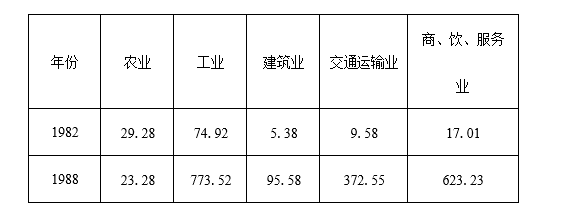 年份 农业 工业 建筑业 交通运输业 商、饮、服务
业
1982 29.28 74.92 5.38 9.58 17.01
1988 23.28 773.52 95.58 372.55 623.23